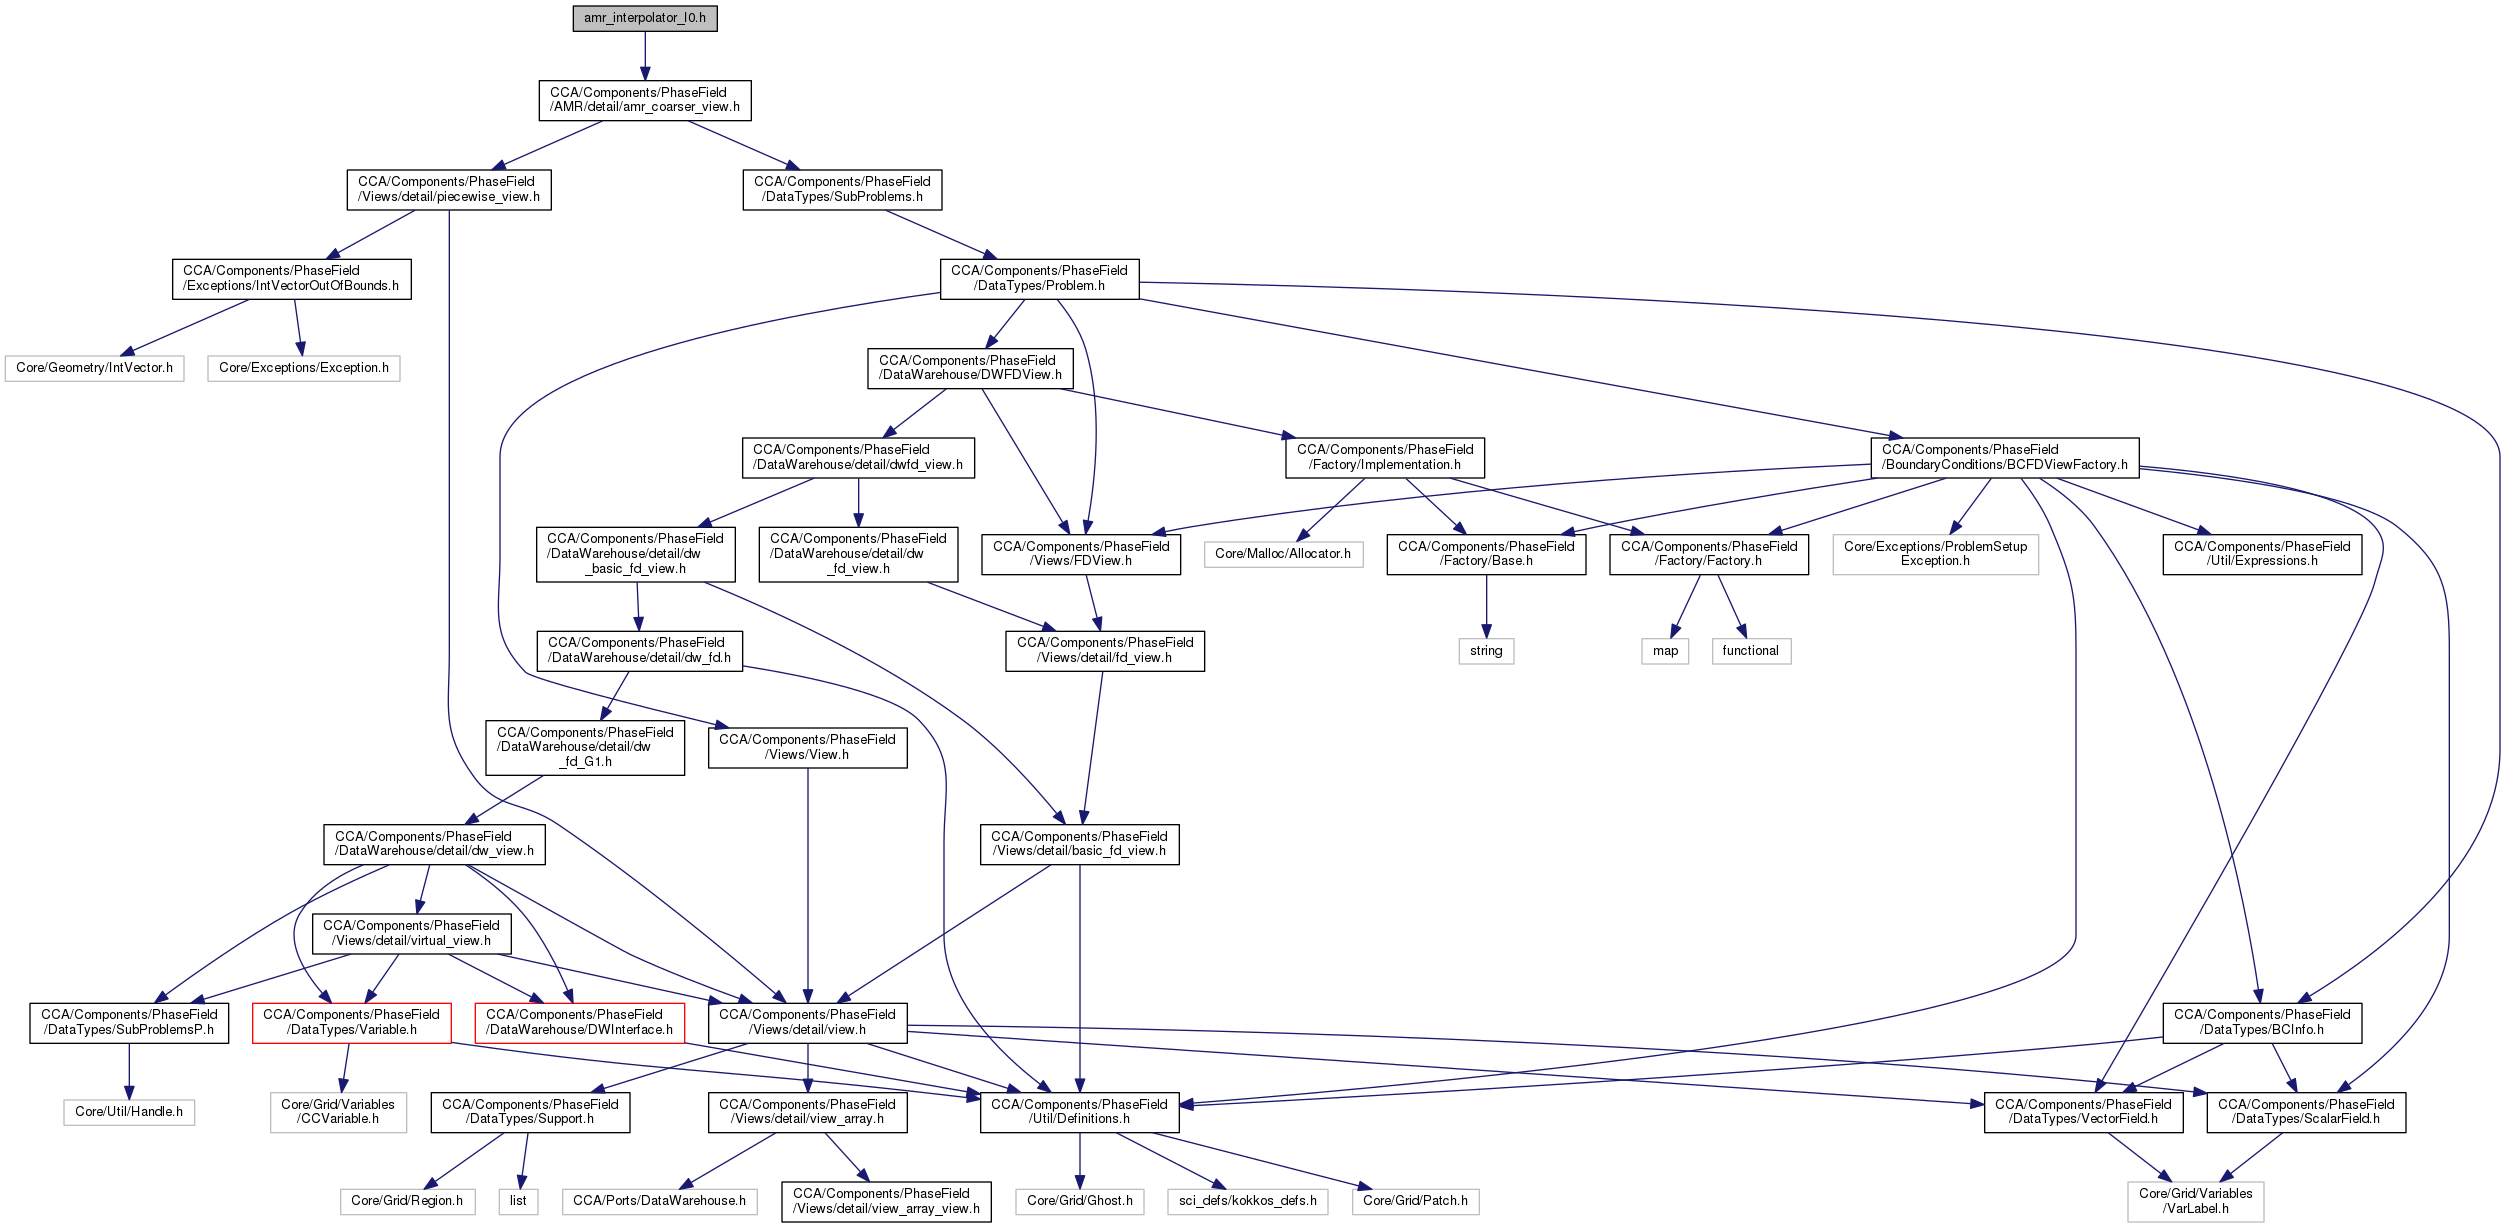 amr_interpolator_I0.h
CCA/Components/PhaseField
/AMR/detail/amr_coarser_view.h
CCA/Components/PhaseField
/Views/detail/piecewise_view.h
CCA/Components/PhaseField
/DataTypes/SubProblems.h
CCA/Components/PhaseField
/Exceptions/IntVectorOutOfBounds.h
CCA/Components/PhaseField
/DataTypes/Problem.h
Core/Geometry/IntVector.h
Core/Exceptions/Exception.h
CCA/Components/PhaseField
/DataWarehouse/DWFDView.h
CCA/Components/PhaseField
/DataWarehouse/detail/dwfd_view.h
CCA/Components/PhaseField
/Factory/Implementation.h
CCA/Components/PhaseField
/BoundaryConditions/BCFDViewFactory.h
CCA/Components/PhaseField
/DataWarehouse/detail/dw
_basic_fd_view.h
CCA/Components/PhaseField
/DataWarehouse/detail/dw
_fd_view.h
CCA/Components/PhaseField
/Views/FDView.h
Core/Malloc/Allocator.h
CCA/Components/PhaseField
/Factory/Base.h
CCA/Components/PhaseField
/Factory/Factory.h
Core/Exceptions/ProblemSetup
Exception.h
CCA/Components/PhaseField
/Util/Expressions.h
CCA/Components/PhaseField
/DataWarehouse/detail/dw_fd.h
CCA/Components/PhaseField
/Views/detail/fd_view.h
string
map
functional
CCA/Components/PhaseField
/DataWarehouse/detail/dw
_fd_G1.h
CCA/Components/PhaseField
/Views/View.h
CCA/Components/PhaseField
/DataWarehouse/detail/dw_view.h
CCA/Components/PhaseField
/Views/detail/basic_fd_view.h
CCA/Components/PhaseField
/Views/detail/virtual_view.h
CCA/Components/PhaseField
/DataTypes/SubProblemsP.h
CCA/Components/PhaseField
/DataTypes/Variable.h
CCA/Components/PhaseField
/DataWarehouse/DWInterface.h
CCA/Components/PhaseField
/Views/detail/view.h
CCA/Components/PhaseField
/DataTypes/BCInfo.h
Core/Util/Handle.h
Core/Grid/Variables
/CCVariable.h
CCA/Components/PhaseField
/DataTypes/Support.h
CCA/Components/PhaseField
/Views/detail/view_array.h
CCA/Components/PhaseField
/Util/Definitions.h
CCA/Components/PhaseField
/DataTypes/VectorField.h
CCA/Components/PhaseField
/DataTypes/ScalarField.h
Core/Grid/Region.h
list
CCA/Ports/DataWarehouse.h
CCA/Components/PhaseField
/Views/detail/view_array_view.h
Core/Grid/Ghost.h
sci_defs/kokkos_defs.h
Core/Grid/Patch.h
Core/Grid/Variables
/VarLabel.h